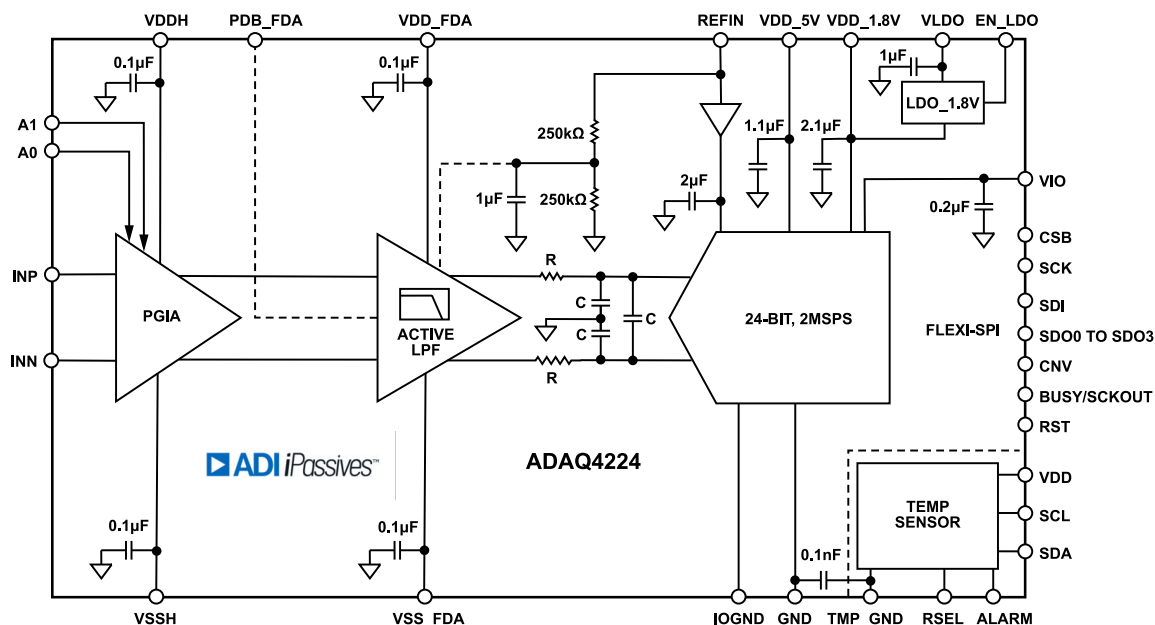 VDDH PDB_FDA VDD_FDA REFIN VDD_5V VDD_1.8V VLDO EN_LDO
0.1µF
0.1µF
1µF
LDO_1.8V
A1
A0
250kΩ
1.1µF
2.1µF
1µF
250kΩ
2µF
VIO
0.2µF
CSB
SCK
SDI
SDO0 TO SDO3
CNV
BUSY/SCKOUT
RST
FLEXI-SPI
INP
INN
PGIA
ACTIVE
LPF
R
C
C
C
R
24-BIT, 2MSPS
ADI iPassives™
ADAQ4224
TEMP
SENSOR
VDD
SCL
SDA
0.1µF
0.1µF
0.1nF
VSSH VSS_FDA IOGND GND TMP_GND RSEL ALARM